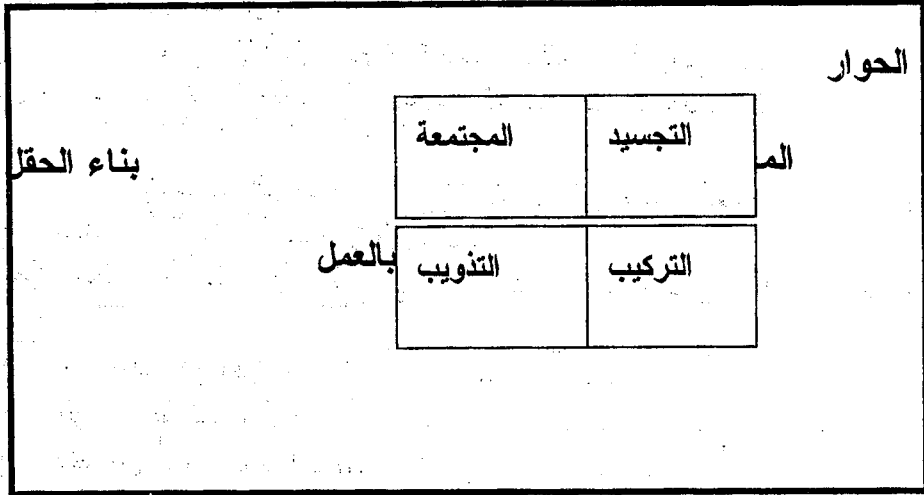 الحوار
التجسيد
المجتمعة
بناء الحقل
التركيب
التذويب
بالعمل